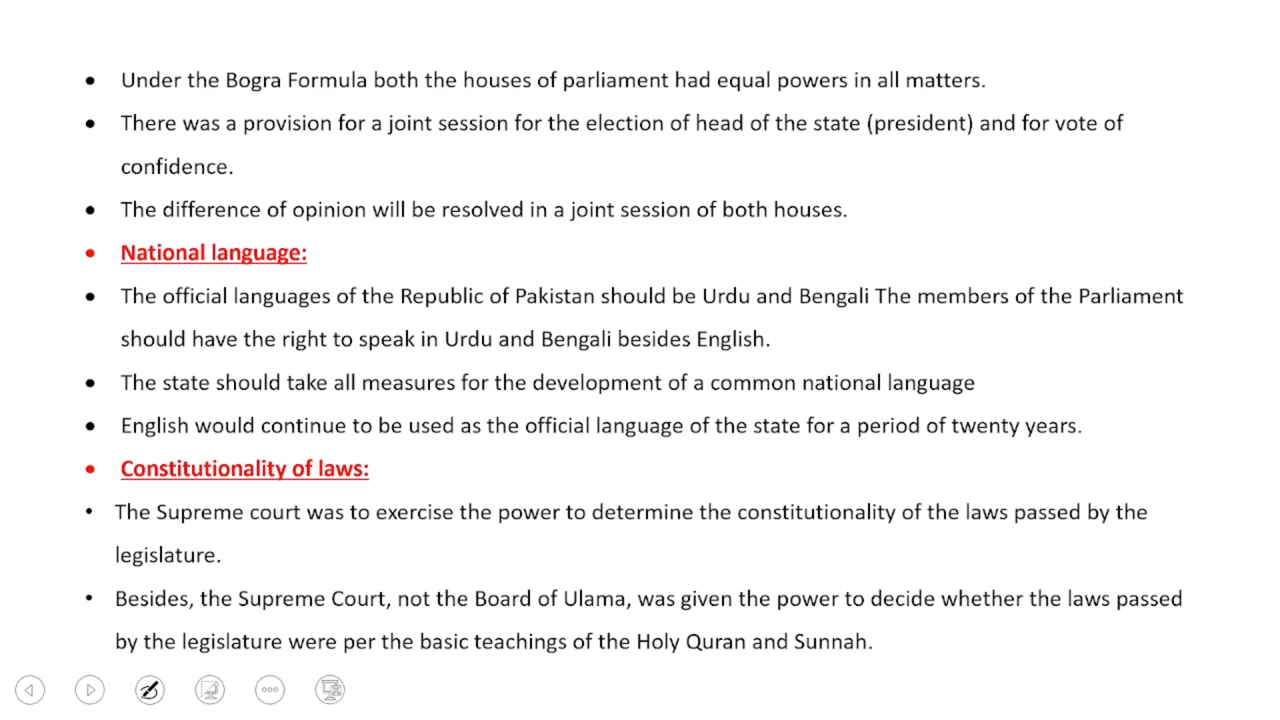 • Under the Bogra Formula both the houses of parliament had equal powers in all matters.
• There was a provision for a joint session for the election of head of the state (president) and for vote of
confidence.
• The difference of opinion will be resolved in a joint session of both houses.
• National language:
• The official languages of the Republic of Pakistan should be Urdu and Bengali The members of the Parliament
should have the right to speak in Urdu and Bengali besides English.
• The state should take all measures for the development of a common national language
• English would continue to be used as the official language of the state for a period of twenty years.
• Constitutionality of laws:
• The Supreme court was to exercise the power to determine the constitutionality of the laws passed by the
legislature.
• Besides, the Supreme Court, not the Board of Ulama, was given the power to decide whether the laws passed
by the legislature were per the basic teachings of the Holy Quran and Sunnah.